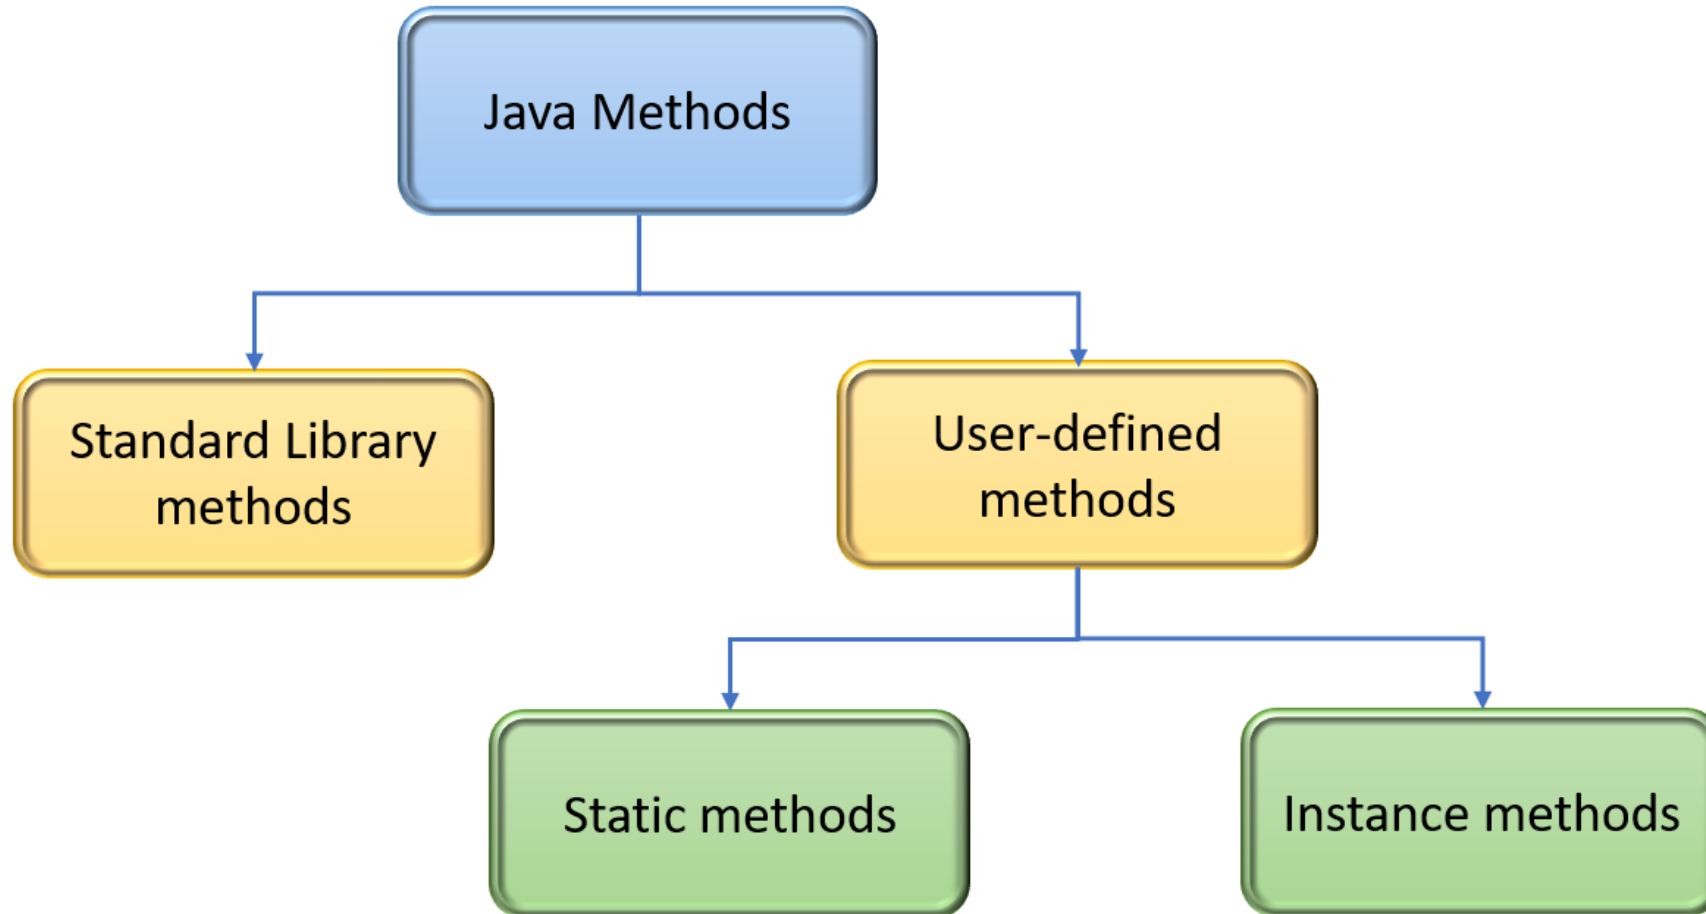 Java Methods
Standard Library
methods
User-defined
methods
Static methods
Instance methods